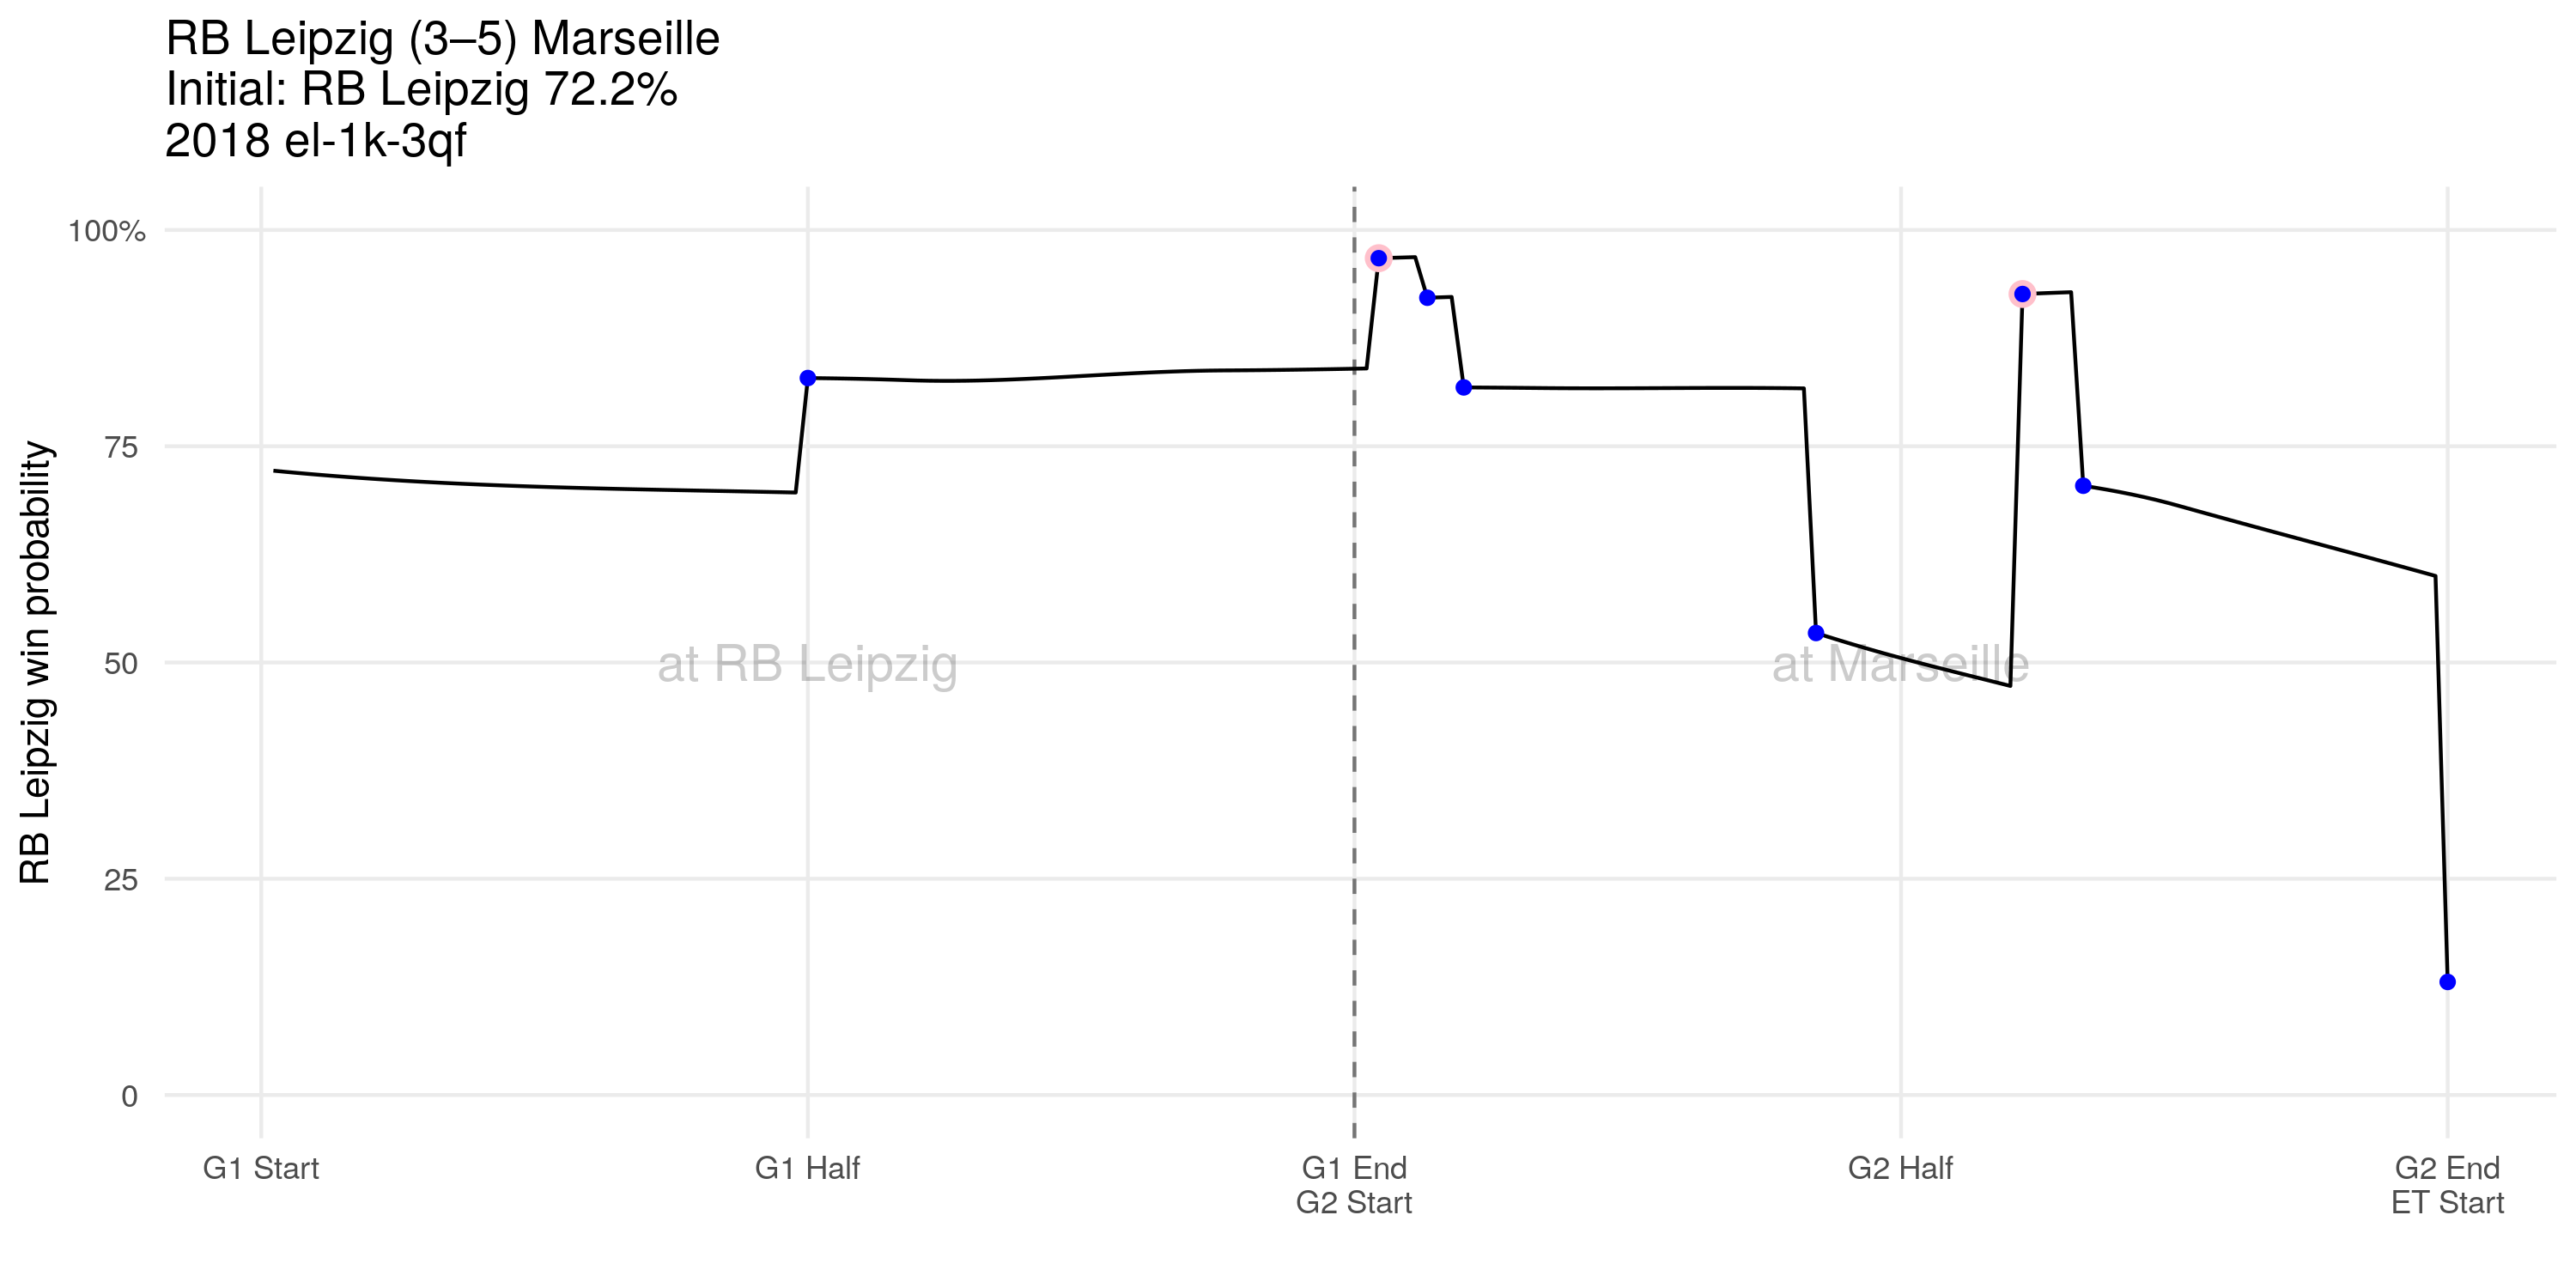 RB Leipzig (3–5) Marseille
Initial: RB Leipzig 72.2%
2018 el-1k-3qf
RB Leipzig win probability
100%
75
50
25
0
at RB Leipzig
at Marseille
G1 Start
G1 Half
G1 End
G2 Start
G2 Half
G2 End
ET Start